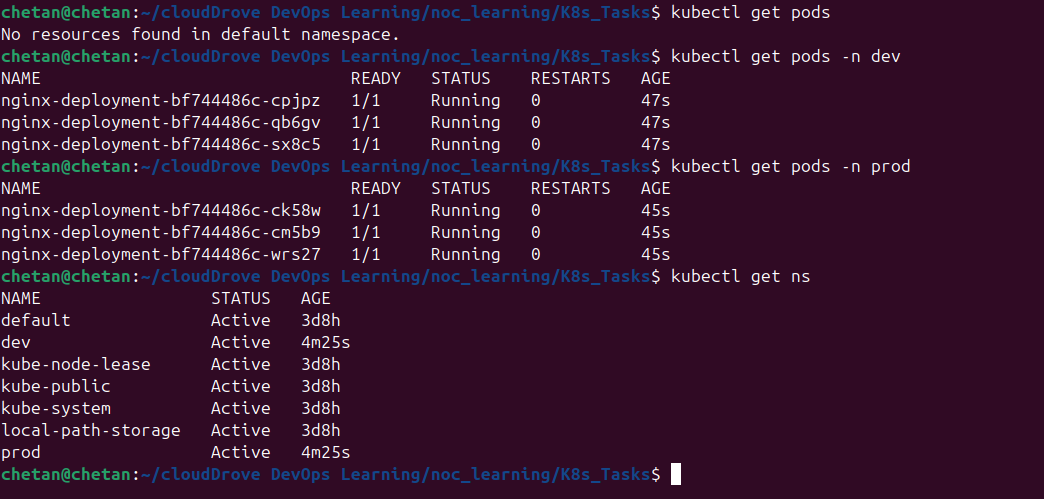 chetan@chetan:~/cloudDrove DevOps Learning/noc_learning/K8s_Tasks$ kubectl get pods
No resources found in default namespace.
chetan@chetan:~/cloudDrove DevOps Learning/noc_learning/K8s_Tasks$ kubectl get pods -n dev
NAME                               READY   STATUS    RESTARTS   AGE
nginx-deployment-bf744486c-cpjpz   1/1     Running   0          47s
nginx-deployment-bf744486c-qb6gv   1/1     Running   0          47s
nginx-deployment-bf744486c-sx8c5   1/1     Running   0          47s
chetan@chetan:~/cloudDrove DevOps Learning/noc_learning/K8s_Tasks$ kubectl get pods -n prod
NAME                               READY   STATUS    RESTARTS   AGE
nginx-deployment-bf744486c-ck58w   1/1     Running   0          45s
nginx-deployment-bf744486c-cm5b9   1/1     Running   0          45s
nginx-deployment-bf744486c-wrs27   1/1     Running   0          45s
chetan@chetan:~/cloudDrove DevOps Learning/noc_learning/K8s_Tasks$ kubectl get ns
NAME                 STATUS   AGE
default              Active   3d8h
dev                  Active   4m25s
kube-node-lease      Active   3d8h
kube-public          Active   3d8h
kube-system          Active   3d8h
local-path-storage   Active   3d8h
prod                 Active   4m25s
chetan@chetan:~/cloudDrove DevOps Learning/noc_learning/K8s_Tasks$